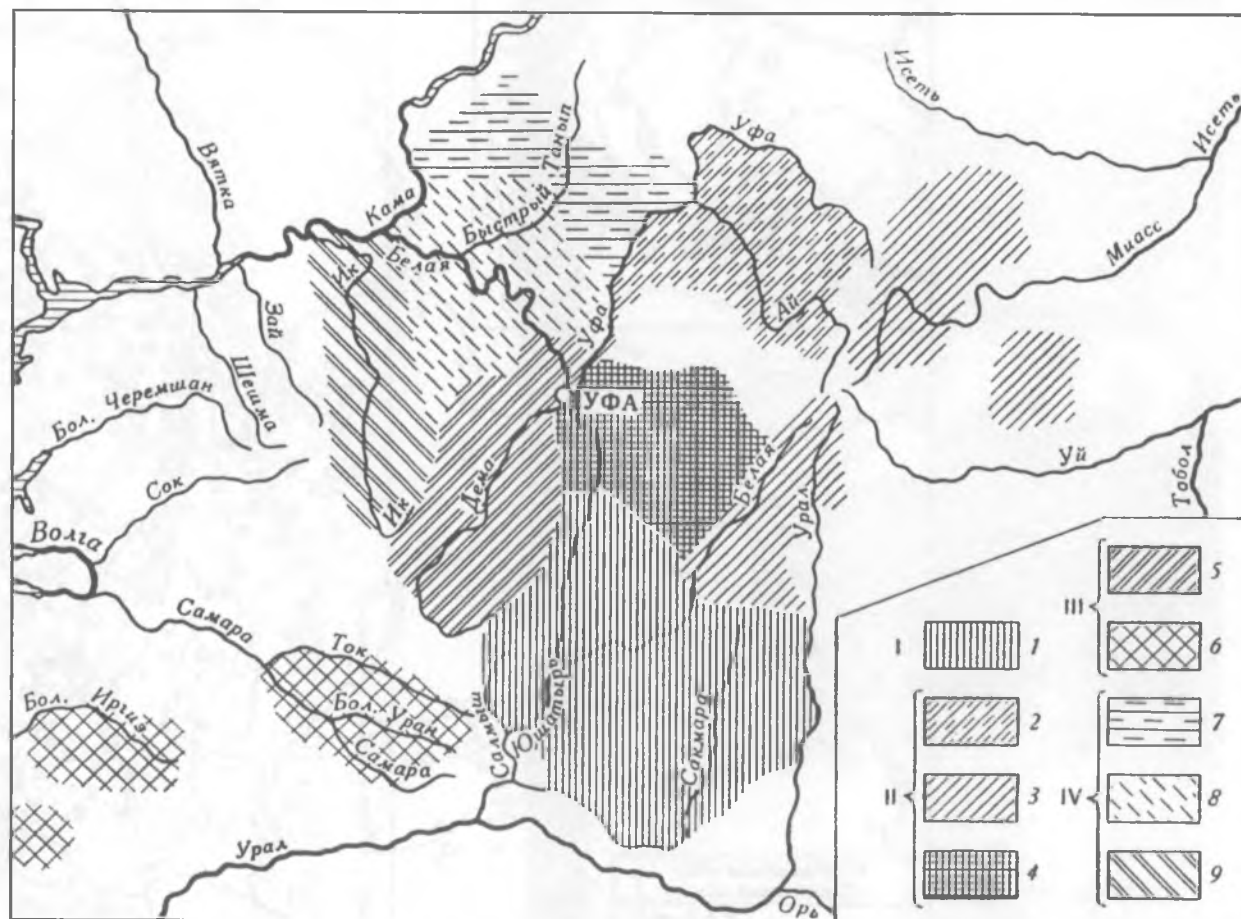 Исеть
Исеть
Уфа
Вятка
Танып
Быстрый
Кама
Белая
Ик
Миасс
Зай
Шешма
Уфа
Ай
Бол. Черемшан
УФА
Сок
Дема
Ик
Белая
Урал
Уй
Тобол
Волга
Самара
Ток
Бол. Уран
Самара
Бол. Иргиз
Салмыш
Юшатырь
Сакмара
Урал
Орь
I
1
II
2
3
4
III
5
6
IV
7
8
9